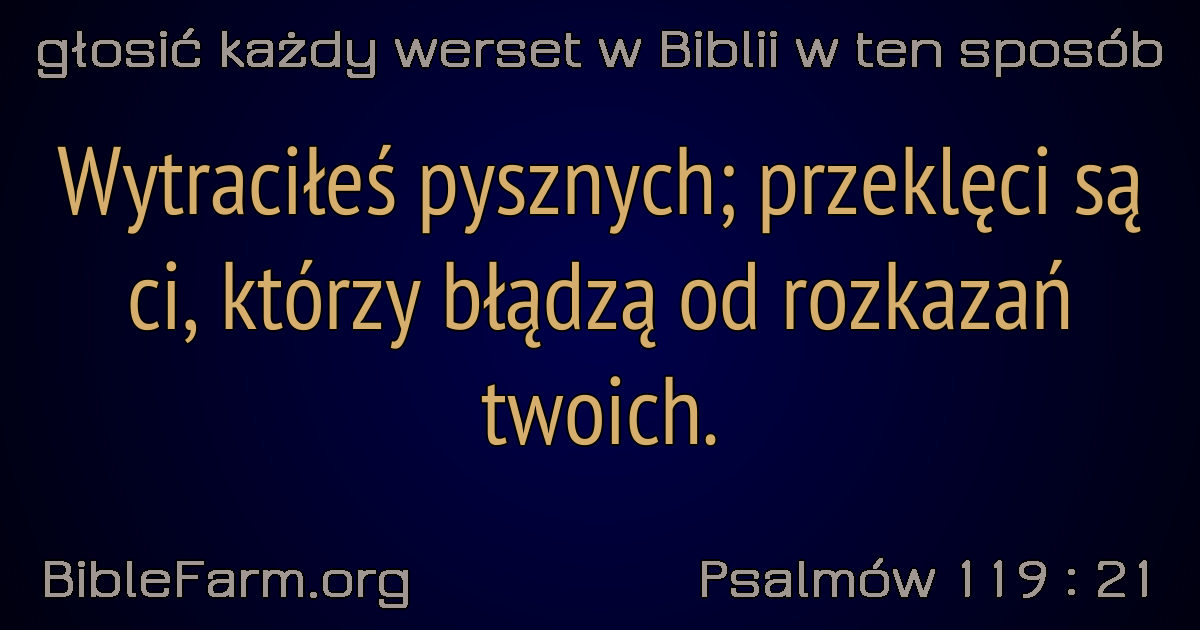 głosić każdy werset w Biblii w ten sposób
Wytraciłeś pysznych; przeklęci są
ci, którzy błądzą od rozkazań
twoich.
BibleFarm.org
Psalmów 119 : 21